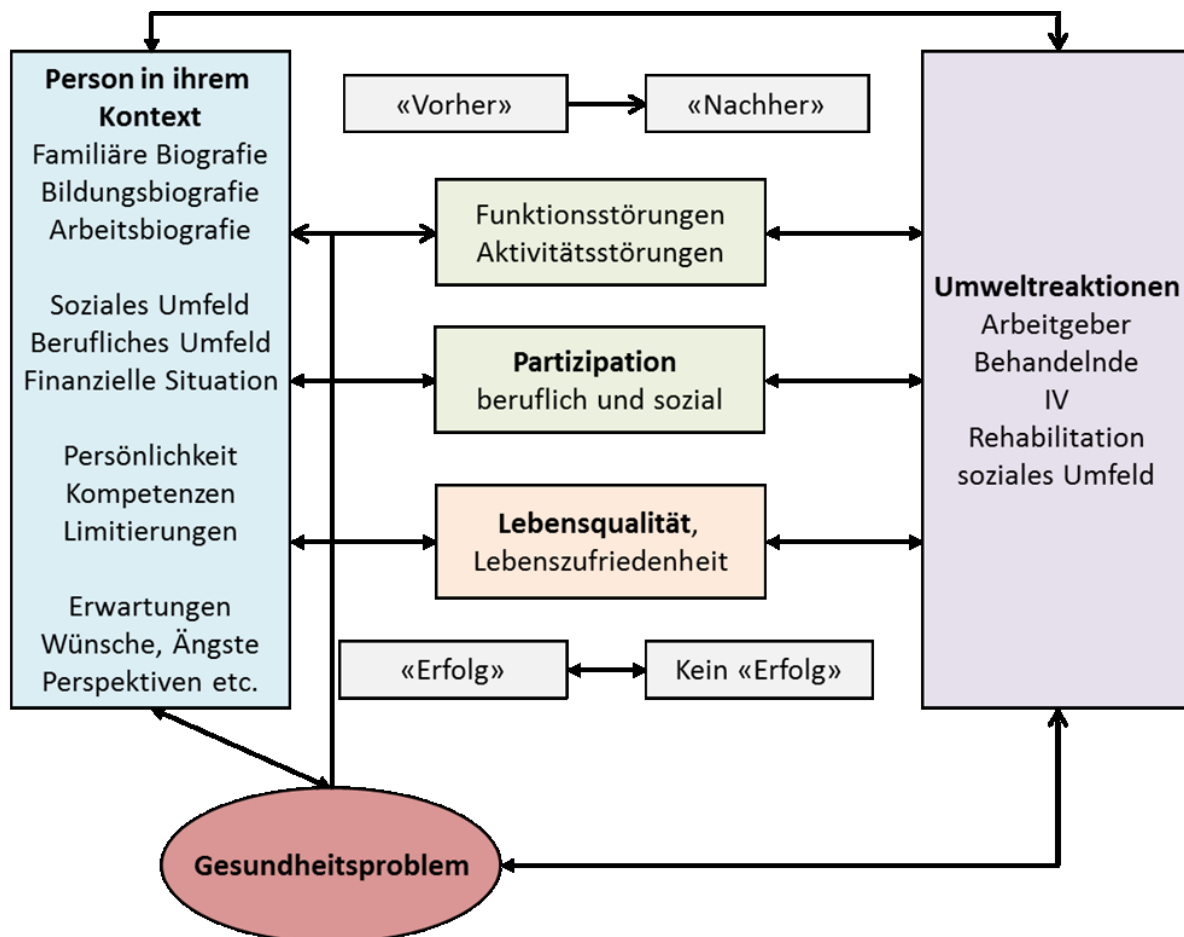 Person in ihrem
Kontext
Familiäre Biografie
Bildungsbiografie
Arbeitsbiografie
Soziales Umfeld
Berufliches Umfeld
Finanzielle Situation
Persönlichkeit
Kompetenzen
Limitierungen
Erwartungen
Wünsche, Ängste
Perspektiven etc.
«Vorher»
«Nachher»
Funktionsstörungen
Aktivitätsstörungen
Partizipation
beruflich und sozial
Lebensqualität,
Lebenszufriedenheit
«Erfolg»
Kein «Erfolg»
Umweltreaktionen
Arbeitgeber
Behandelnde
IV
Rehabilitation
soziales Umfeld
Gesundheitsproblem